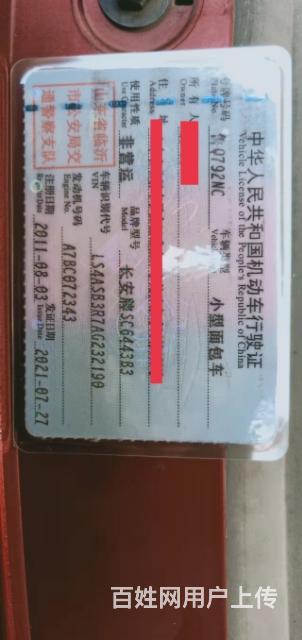 中华人民共和国机动车行驶证
Vehicle License of the People's Republic of China
号牌号码 Q792NC 车辆类型 小型面包车
Plate No. Vehicle
所有人
Owner
住址
Address
使用性质 非营运 品牌型号 长安牌SC6443B3
Use Character Model
山东省临沂
市公安局交
通警察支队
车辆识别代号 LS4ASB3R7AG232190
VIN
发动机号码 A7BC072343
Engine No.
注册日期 2011-08-03 发证日期 2021-07-27
Register Date Issue Date
百姓网用户上传